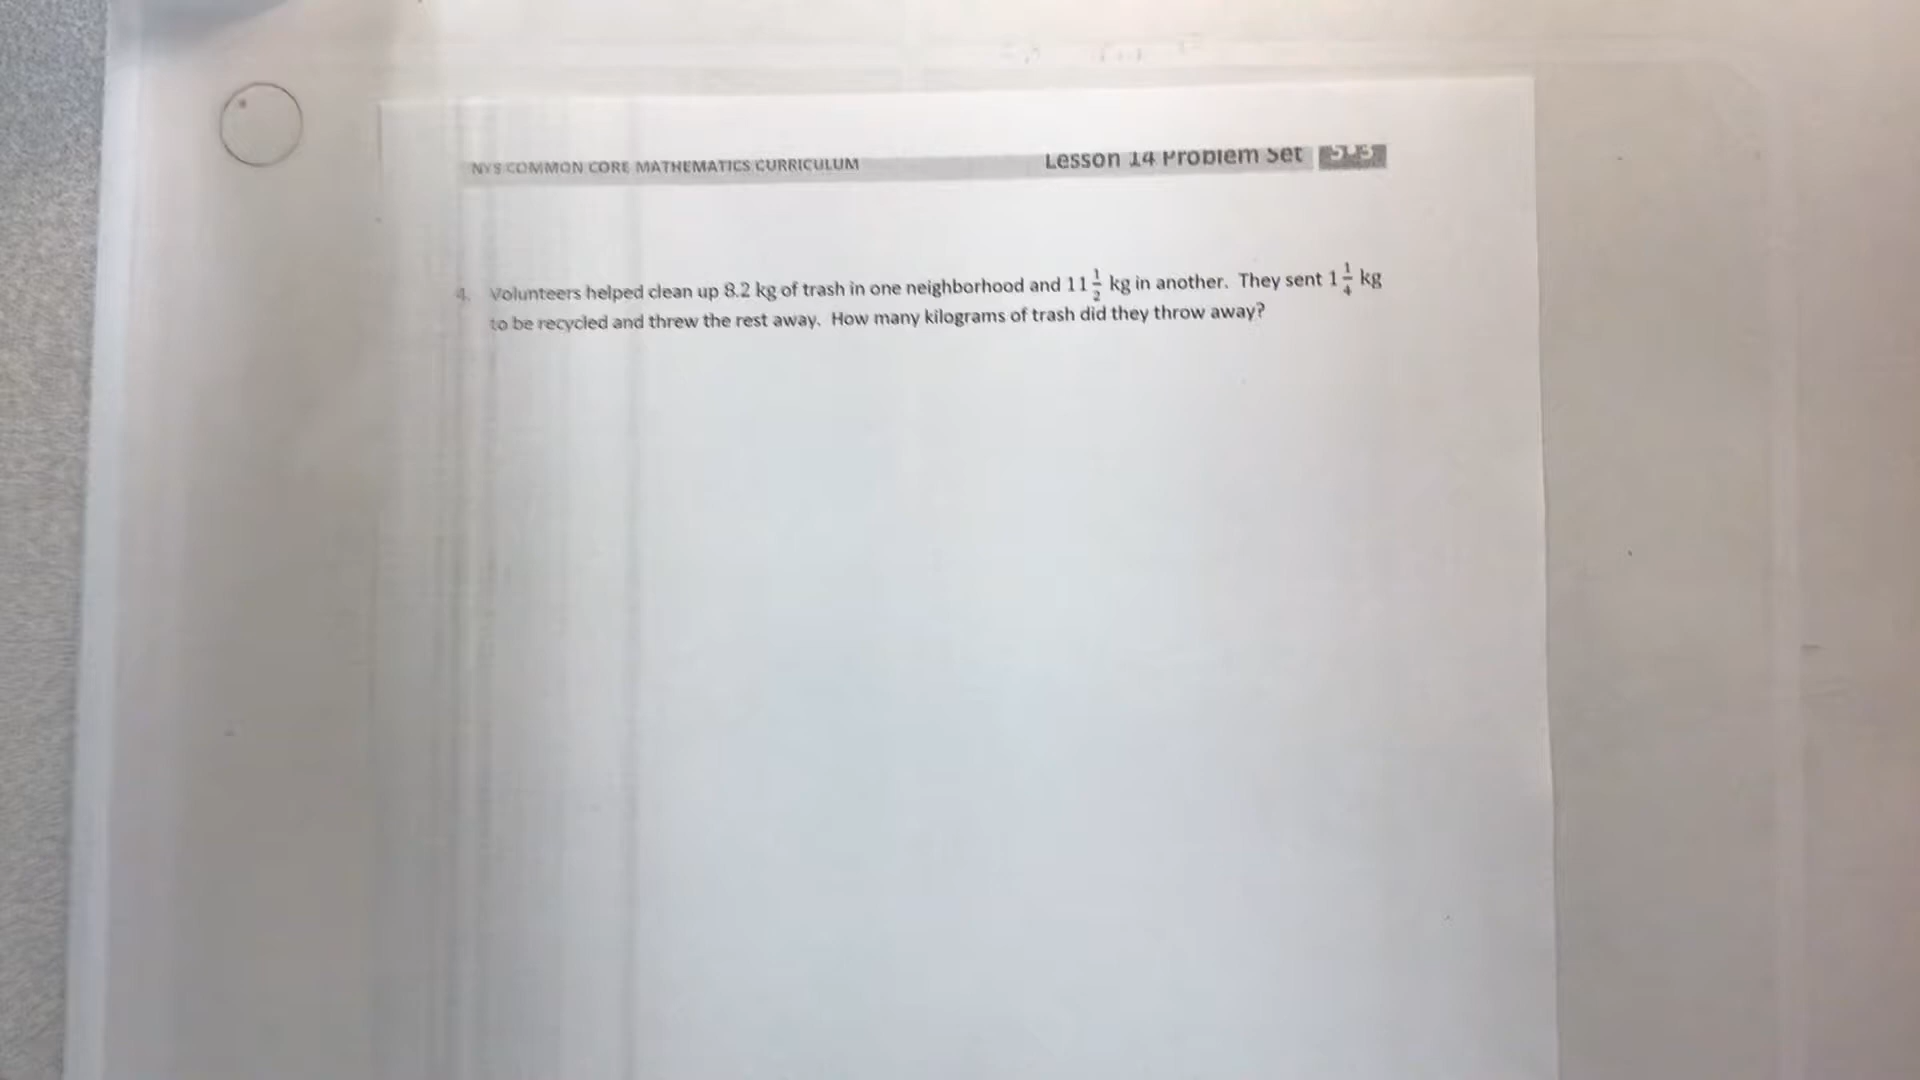 NYS COMMON CORE MATHEMATICS CURRICULUM Lesson 14 Problem Set 5•3
4. Volunteers helped clean up 8.2 kg of trash in one neighborhood and 11 1/2 kg in another. They sent 1 1/4 kg
to be recycled and threw the rest away. How many kilograms of trash did they throw away?